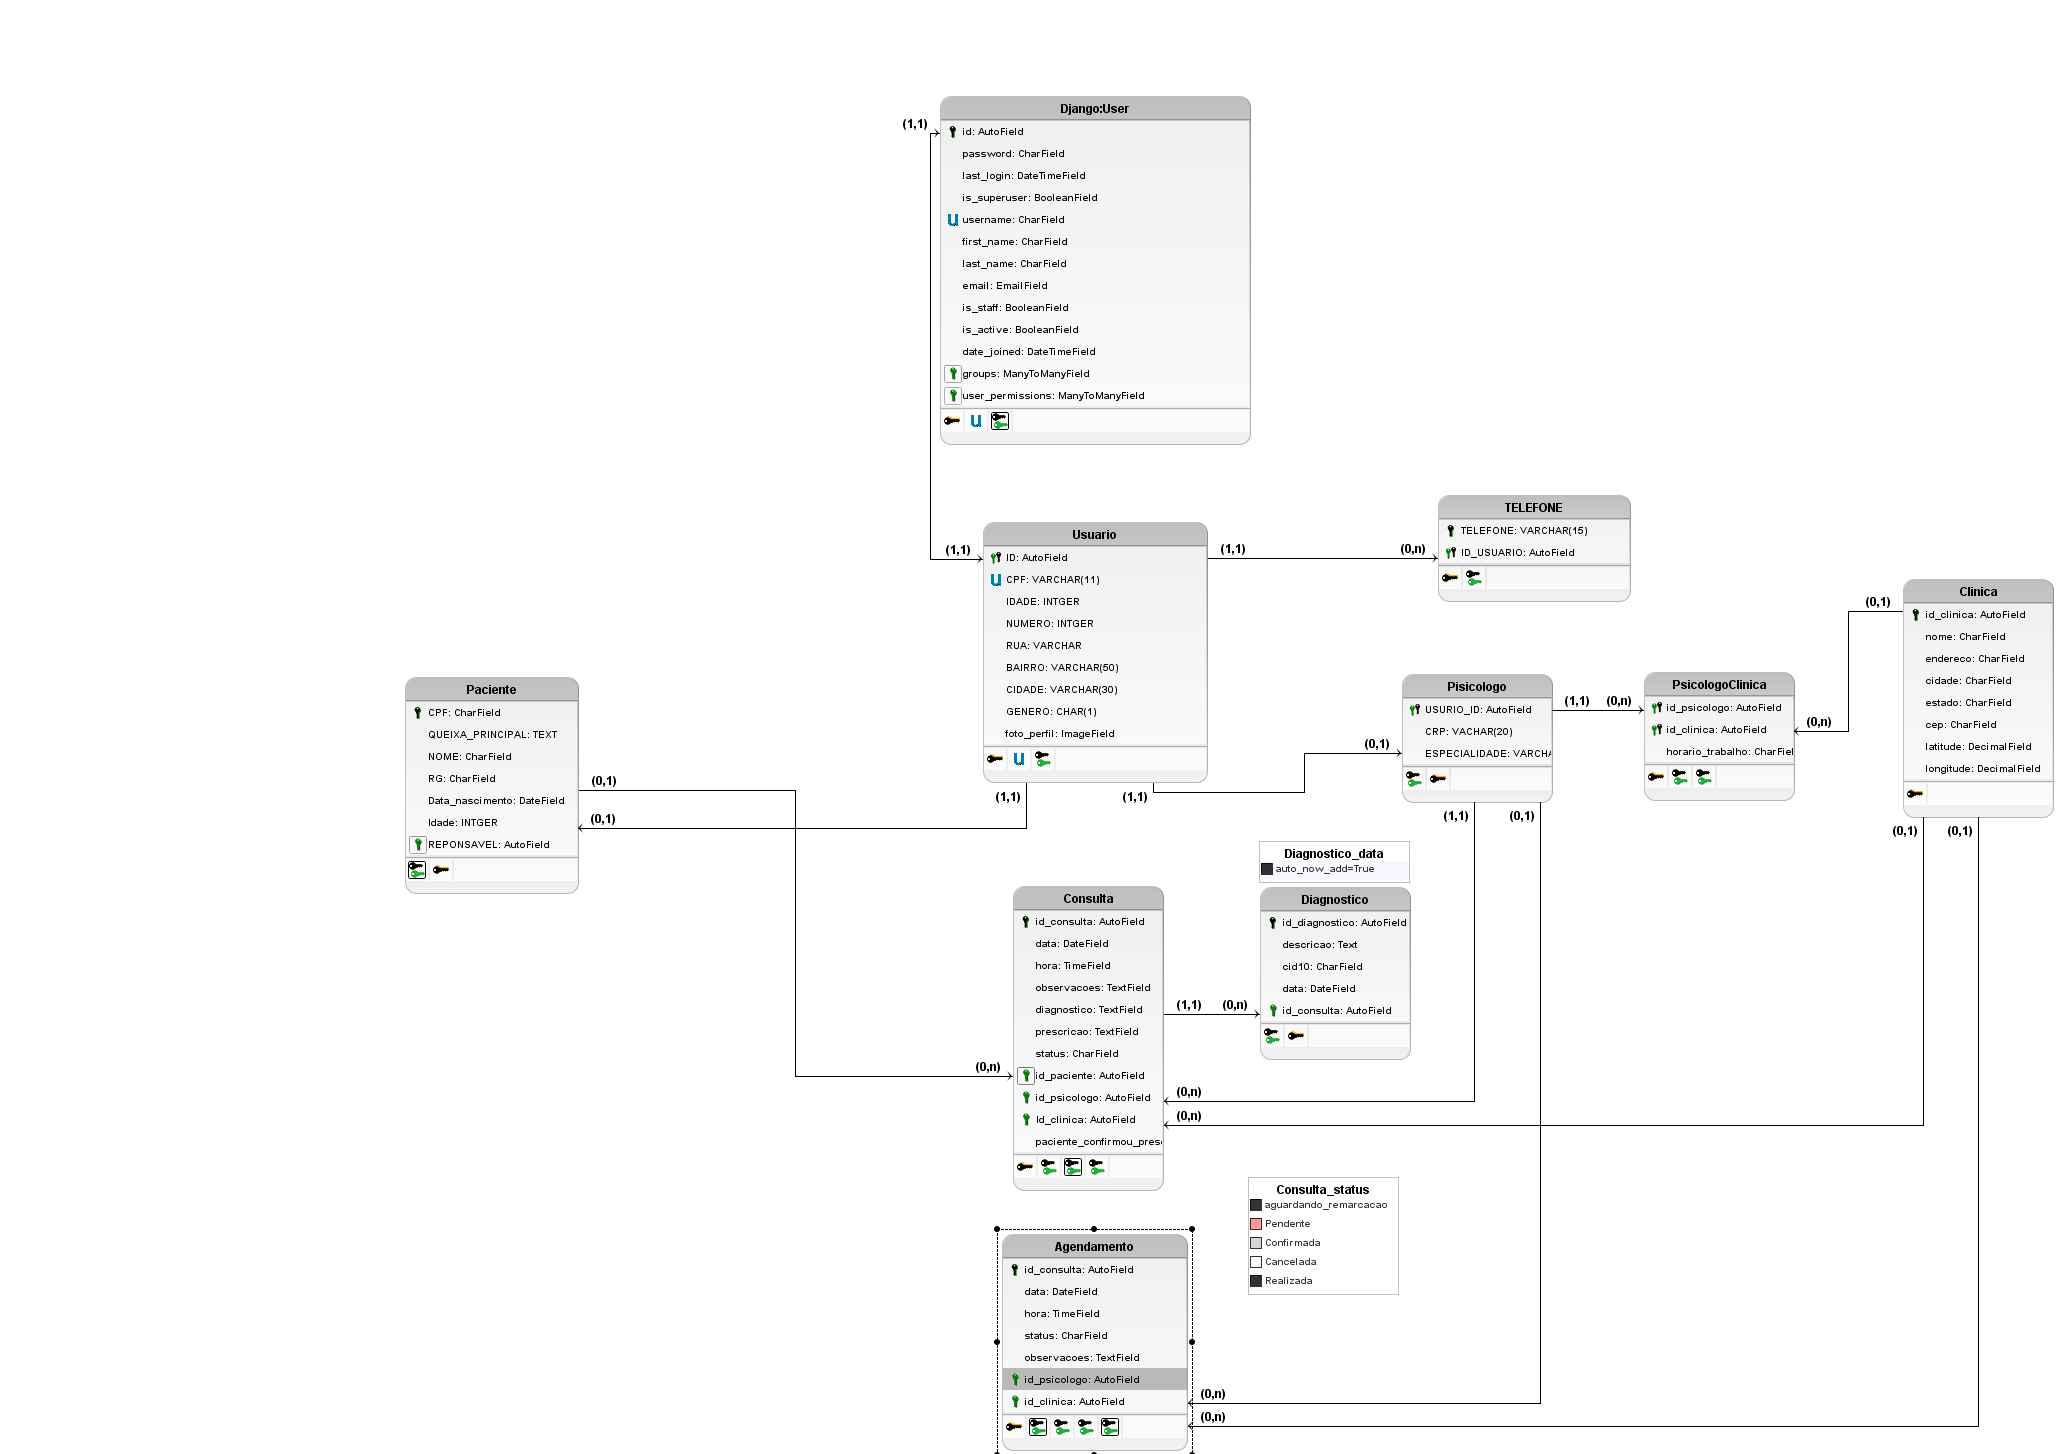 Django:User
(1,1)
id: AutoField
password: CharField
last_login: DateTimeField
is_superuser: BooleanField
u username: CharField
first_name: CharField
last_name: CharField
email: EmailField
is_staff: BooleanField
is_active: BooleanField
date_joined: DateTimeField
groups: ManyToManyField
user_permissions: ManyToManyField
u
Usuario
(1,1)
ID: AutoField
u CPF: VARCHAR(11)
IDADE: INTGER
NUMERO: INTGER
RUA: VARCHAR
BAIRRO: VARCHAR(50)
CIDADE: VARCHAR(30)
GENERO: CHAR(1)
foto_perfil: ImageField
u
(1,1)
(0,n)
TELEFONE
TELEFONE: VARCHAR(15)
ID_USUARIO: AutoField
Clinica
(0,1)
id_clinica: AutoField
nome: CharField
endereco: CharField
cidade: CharField
estado: CharField
cep: CharField
latitude: DecimalField
longitude: DecimalField
(0,1)
(0,1)
Paciente
CPF: CharField
QUEIXA_PRINCIPAL: TEXT
NOME: CharField
RG: CharField
Data_nascimento: DateField
Idade: INTGER
REPONSAVEL: AutoField
(0,1)
(0,1)
(1,1)
(1,1)
(0,1)
Pisicologo
USURIO_ID: AutoField
CRP: VACHAR(20)
ESPECIALIDADE: VARCHA
(1,1)
(0,n)
(1,1)
(0,1)
PsicologoClinica
id_psicologo: AutoField
id_clinica: AutoField
horario_trabalho: CharFiel
(0,n)
Diagnostico_data
auto_now_add=True
Diagnostico
id_diagnostico: AutoField
descricao: Text
cid10: CharField
data: DateField
id_consulta: AutoField
Consulta
id_consulta: AutoField
data: DateField
hora: TimeField
observacoes: TextField
diagnostico: TextField
prescricao: TextField
status: CharField
id_paciente: AutoField
id_psicologo: AutoField
Id_clinica: AutoField
paciente_confirmou_pres
(1,1)
(0,n)
(0,n)
(0,n)
(0,n)
Consulta_status
aguardando_remarcacao
Pendente
Confirmada
Cancelada
Realizada
Agendamento
id_consulta: AutoField
data: DateField
hora: TimeField
status: CharField
observacoes: TextField
id_psicologo: AutoField
id_clinica: AutoField
(0,n)
(0,n)